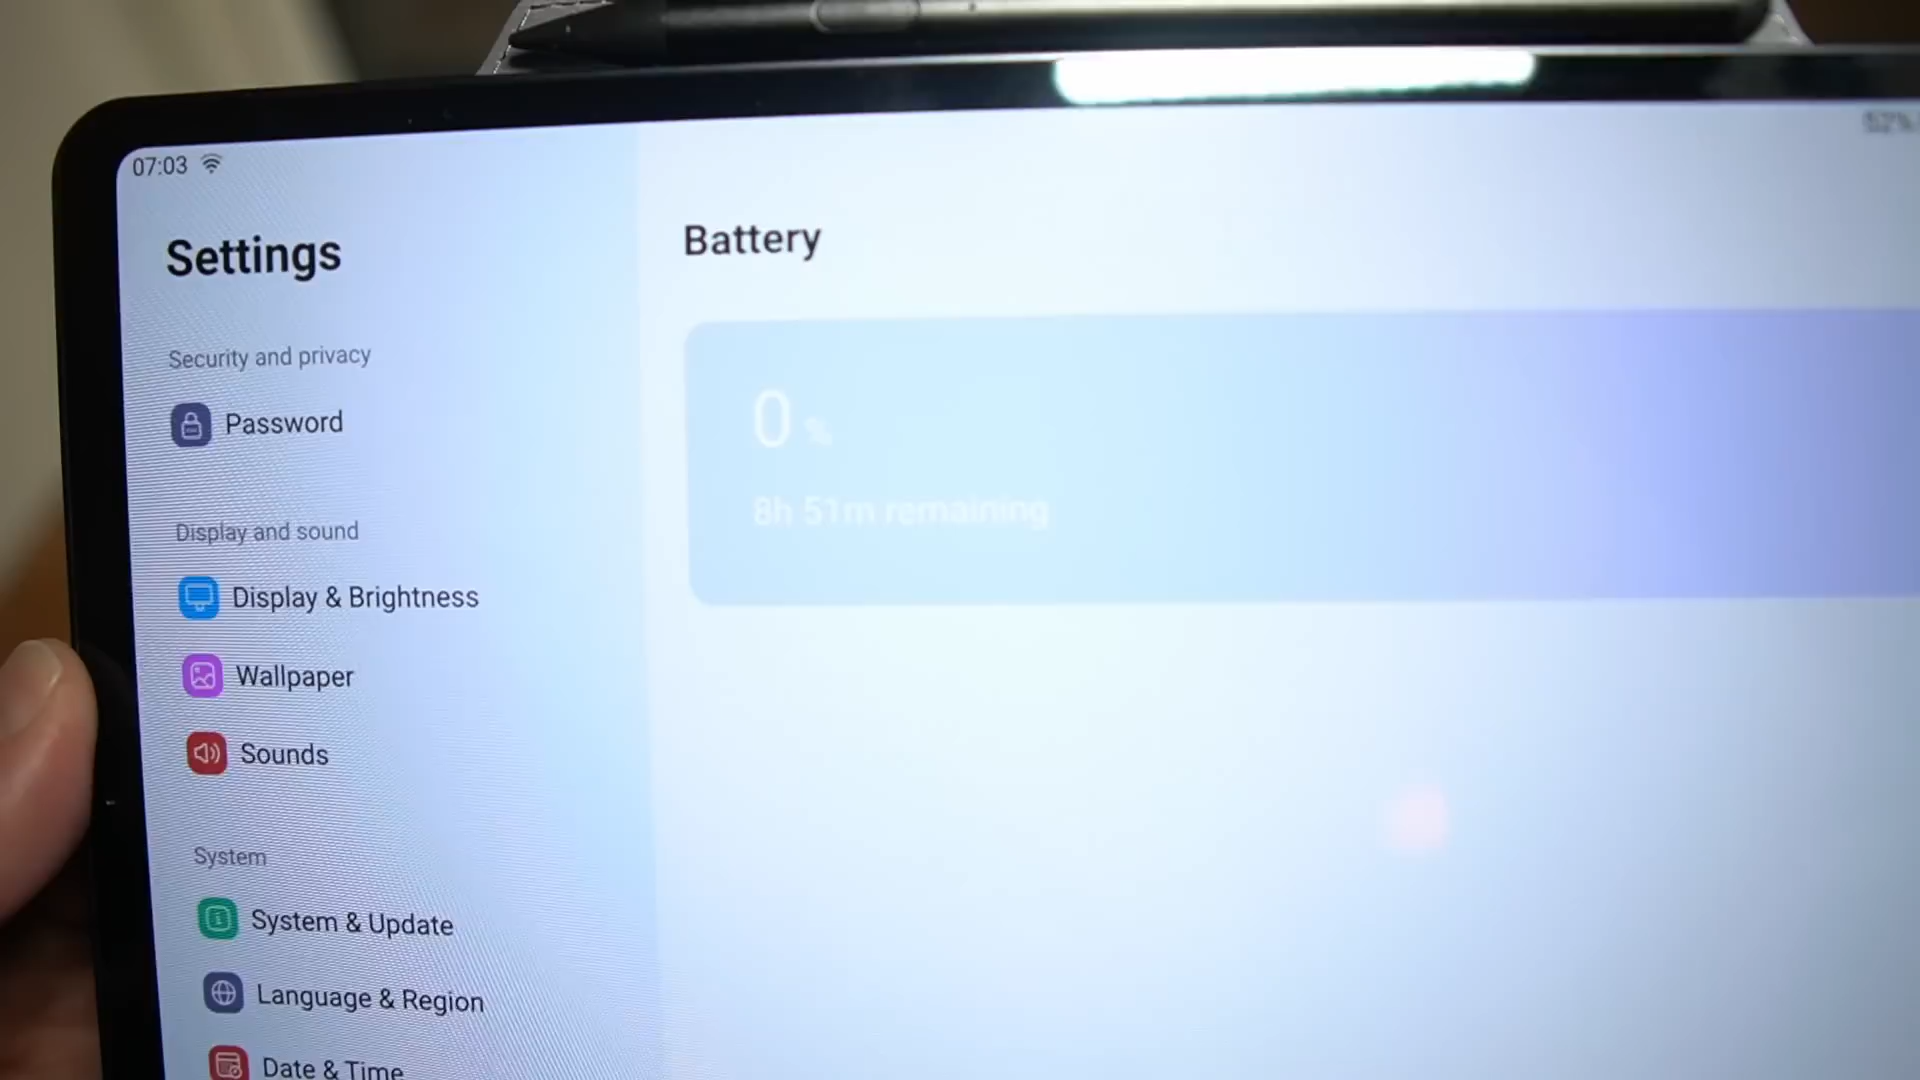 07:03
52%
Settings
Battery
Security and privacy
0 %
Password
8h 51m remaining
Display and sound
Display & Brightness
Wallpaper
Sounds
System
System & Update
Language & Region
Date & Time